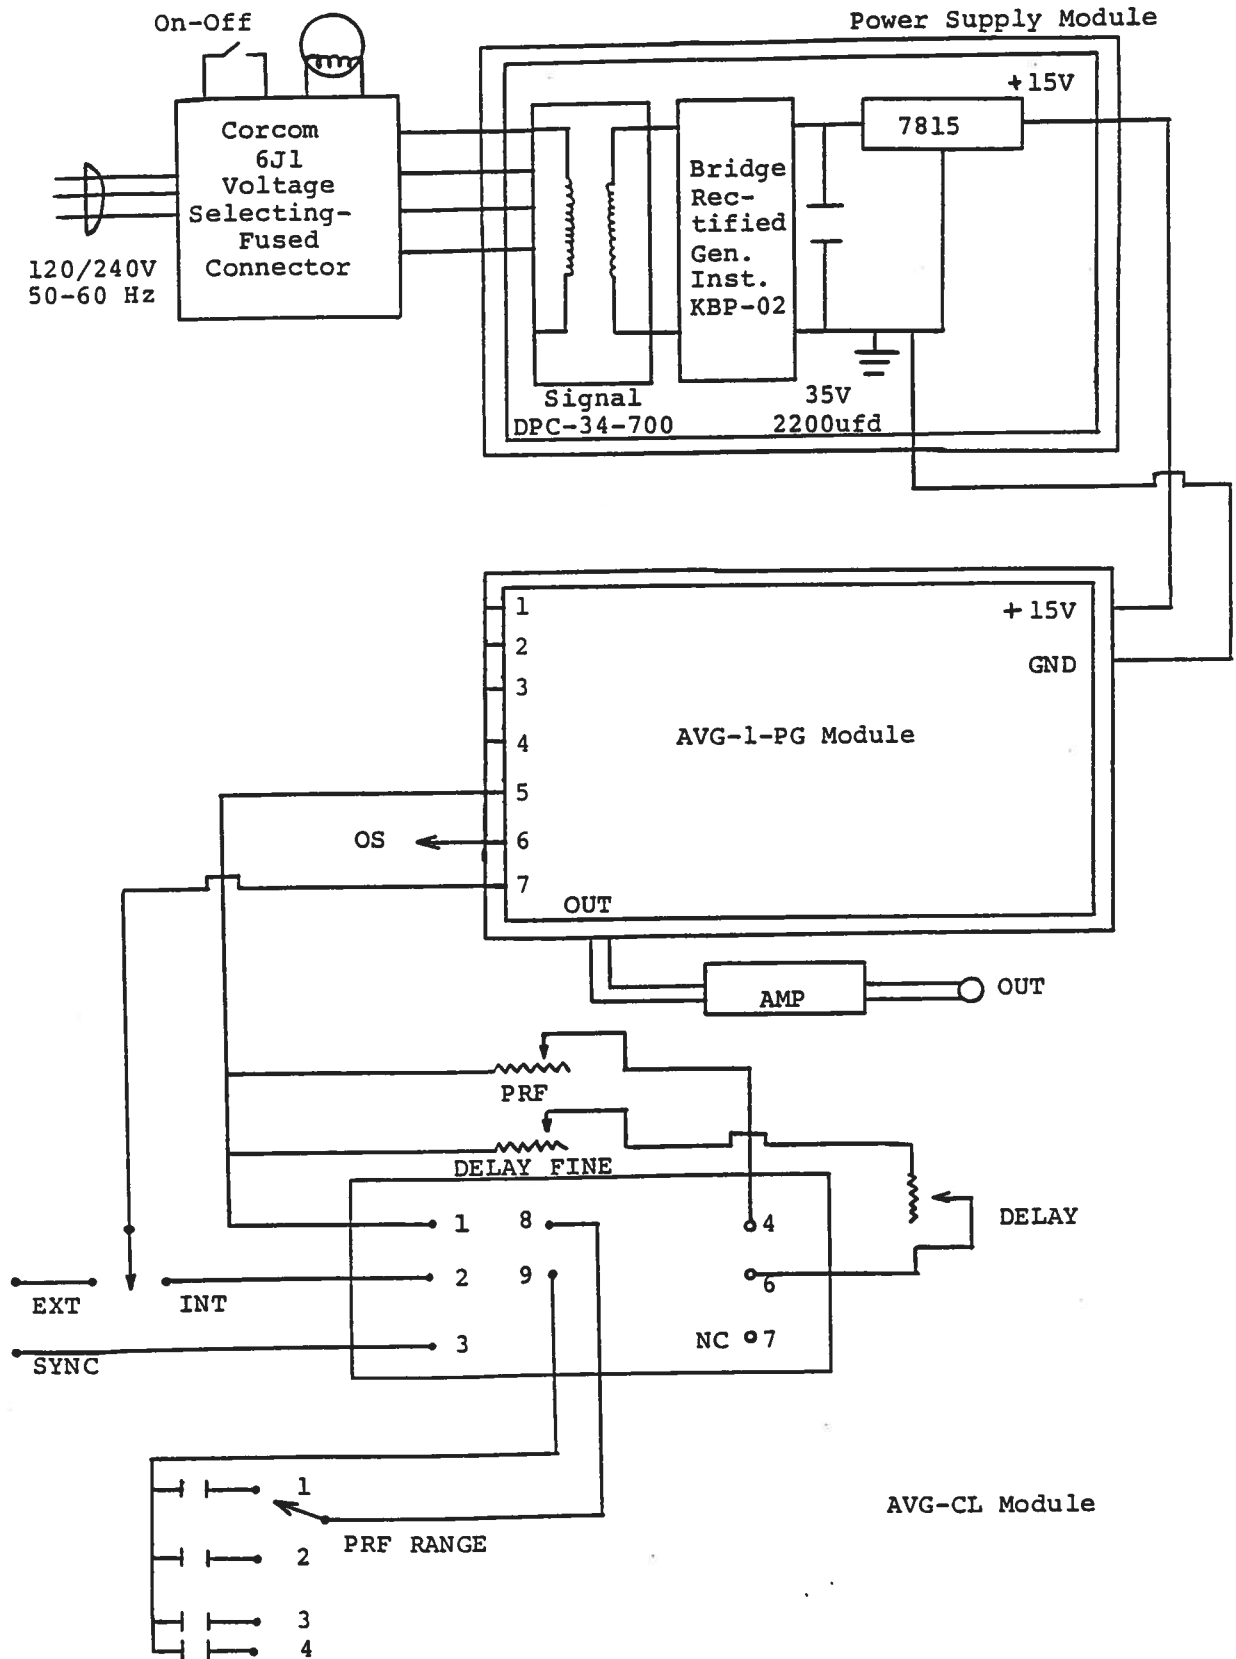 On-Off
Power Supply Module
Corcom
6J1
Voltage
Selecting-
Fused
Connector
120/240V
50-60 Hz
+15V
7815
Bridge
Rec-
tified
Gen.
Inst.
KBP-02
Signal
DPC-34-700
35V
2200ufd
1
2
3
4
5
6
7
+15V
GND
AVG-1-PG Module
OS
OUT
AMP
OUT
PRF
DELAY FINE
DELAY
1
2
3
8
9
4
6
NC 7
EXT
INT
SYNC
1
2
3
4
PRF RANGE
AVG-CL Module